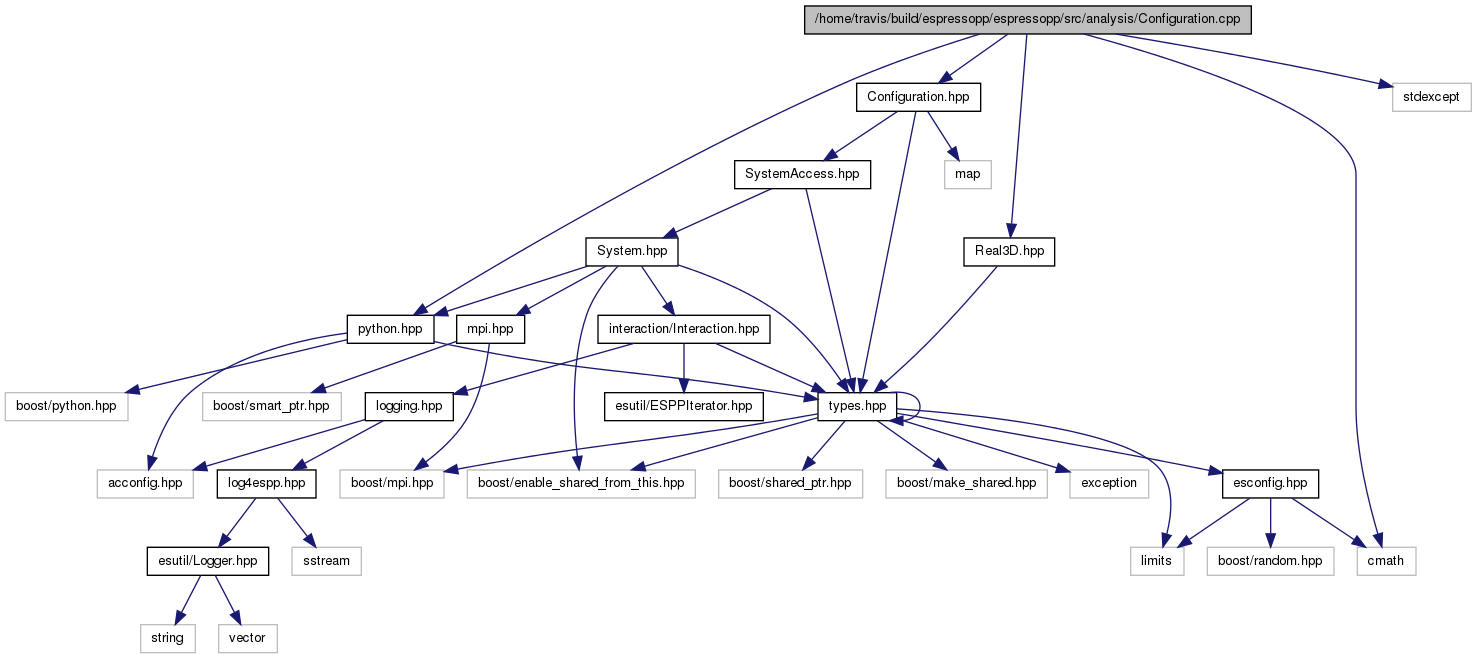 /home/travis/build/espressopp/espressopp/src/analysis/Configuration.cpp
Configuration.hpp
stdexcept
SystemAccess.hpp
map
System.hpp
Real3D.hpp
python.hpp
mpi.hpp
interaction/Interaction.hpp
boost/python.hpp
boost/smart_ptr.hpp
logging.hpp
esutil/ESPPIterator.hpp
types.hpp
acconfig.hpp
log4espp.hpp
boost/mpi.hpp
boost/enable_shared_from_this.hpp
boost/shared_ptr.hpp
boost/make_shared.hpp
exception
esconfig.hpp
esutil/Logger.hpp
sstream
limits
boost/random.hpp
cmath
string
vector